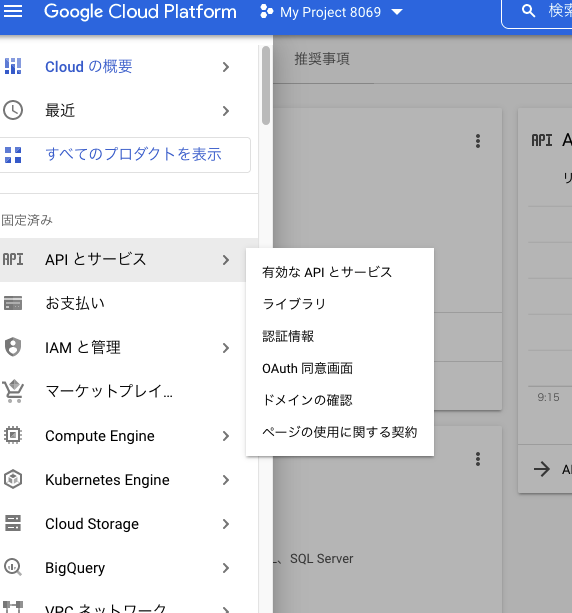 Google Cloud Platform
My Project 8069
検索
Cloud の概要
最近
すべてのプロダクトを表示
固定済み
API API とサービス
お支払い
IAM と管理
マーケットプレイ...
Compute Engine
Kubernetes Engine
Cloud Storage
BigQuery
VPC ネットワーク
有効な API とサービス
ライブラリ
認証情報
OAuth 同意画面
ドメインの確認
ページの使用に関する契約
推奨事項
API A
リ
9:15
、SQL Server